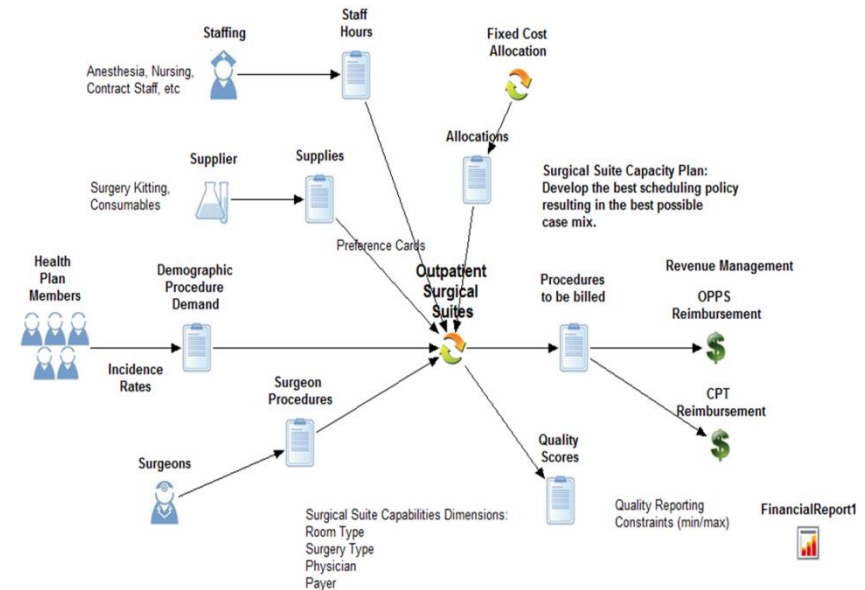 Staffing
Staff
Hours
Fixed Cost
Allocation
Anesthesia, Nursing,
Contract Staff, etc
Allocations
Supplier
Supplies
Surgery Kitting,
Consumables
Surgical Suite Capacity Plan:
Develop the best scheduling policy
resulting in the best possible
case mix.
Preference Cards
Health
Plan
Members
Demographic
Procedure
Demand
Outpatient
Surgical
Suites
Procedures
to be billed
Revenue Management
OPPS
Reimbursement
Incidence
Rates
Surgeon
Procedures
CPT
Reimbursement
Surgeons
Quality
Scores
Surgical Suite Capabilities Dimensions:
Room Type
Surgery Type
Physician
Payer
Quality Reporting
Constraints (min/max)
FinancialReport1